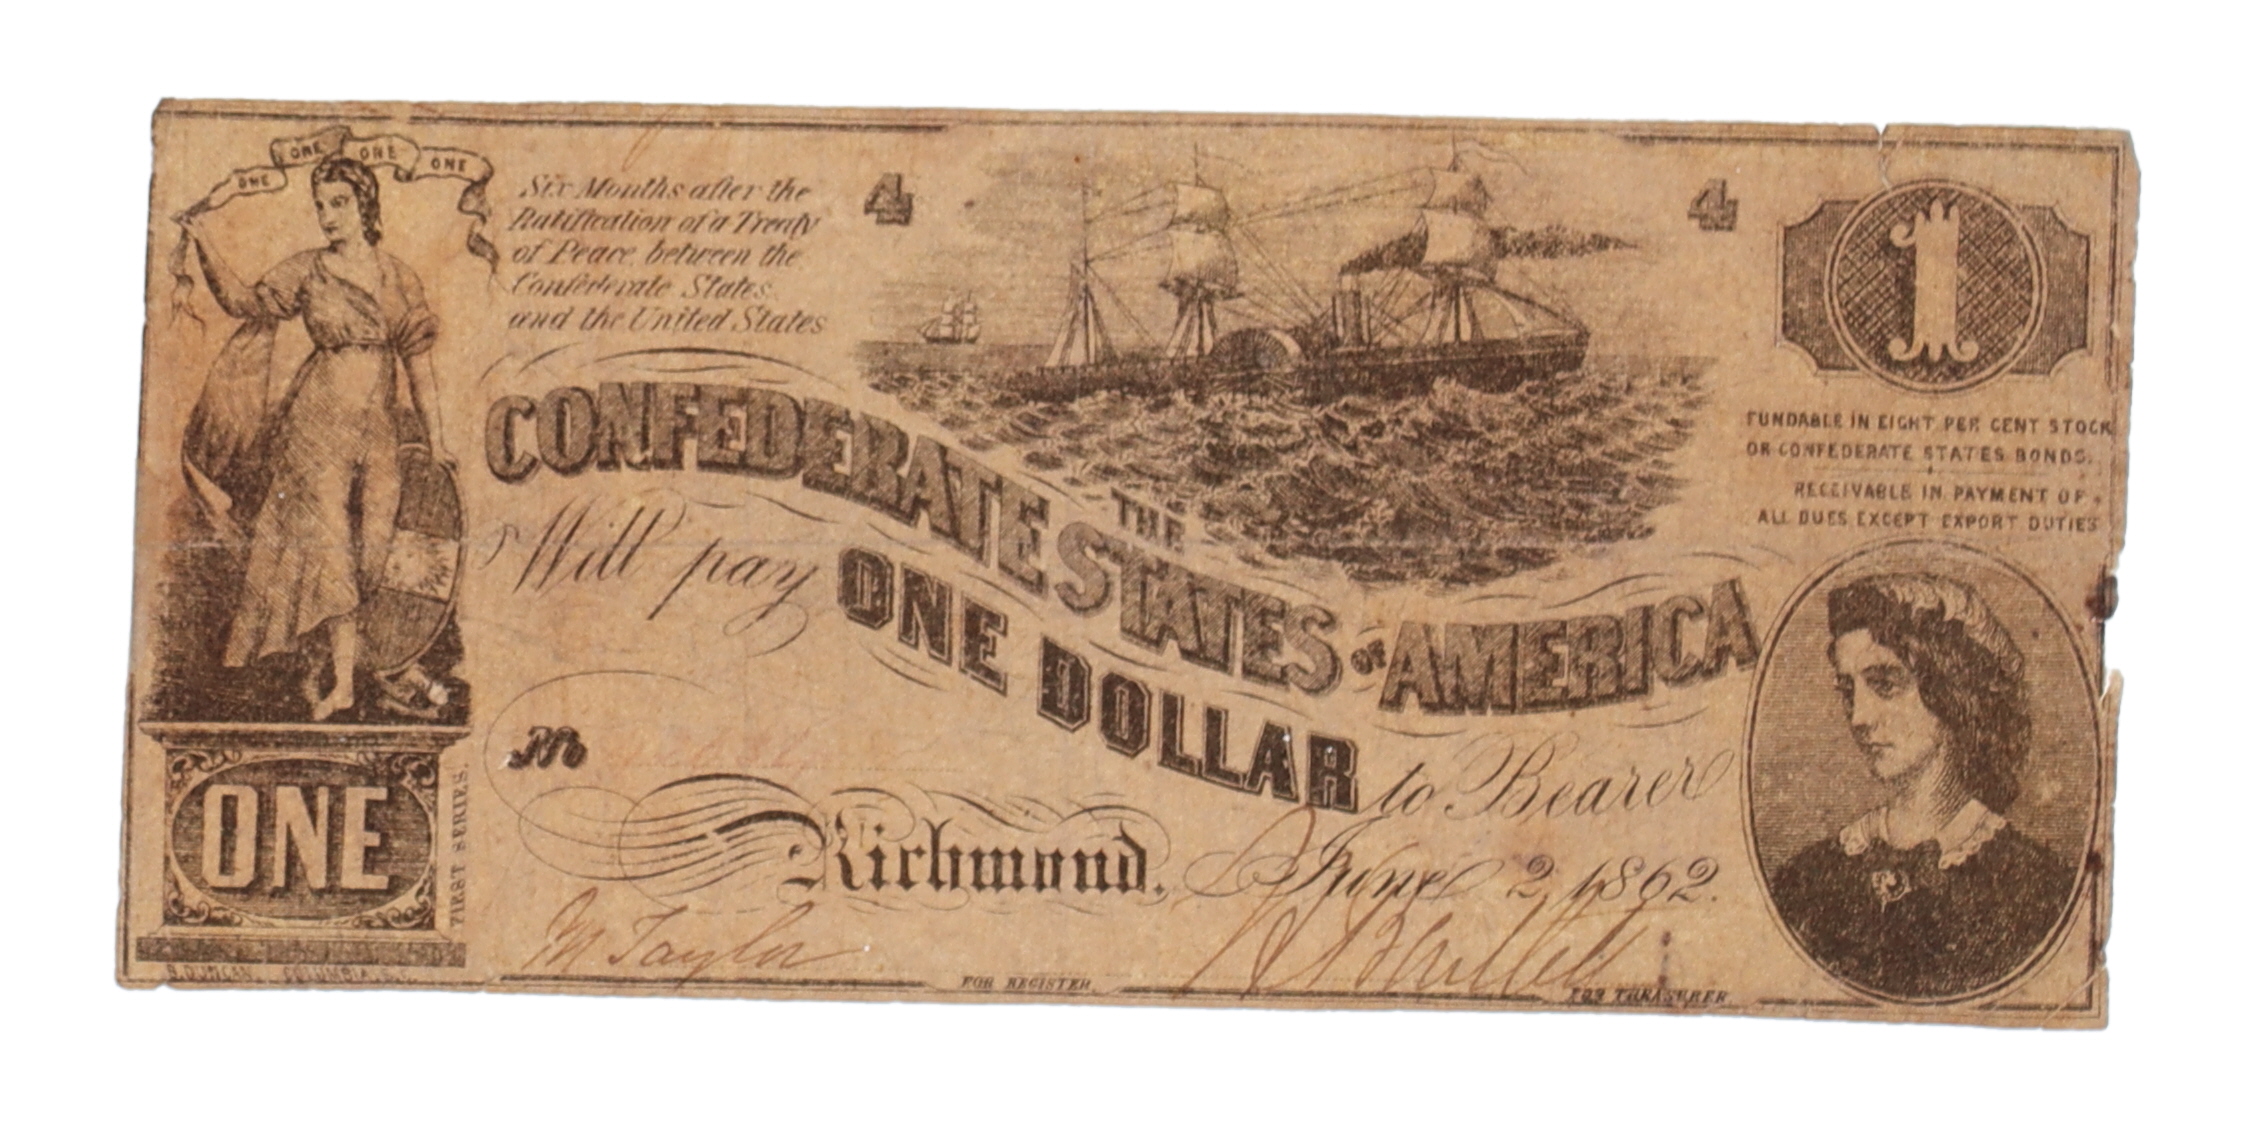 ONE ONE ONE ONE
Six Months after the
Ratification of a Treaty
of Peace between the
Confederate States
and the United States
4 4
1
FUNDABLE IN EIGHT PER CENT STOCK
OR CONFEDERATE STATES BONDS.
RECEIVABLE IN PAYMENT OF
ALL DUES EXCEPT EXPORT DUTIES
THE
CONFEDERATE STATES OF AMERICA
Will pay ONE DOLLAR to Bearer
No
Richmond, June 2, 1862.
ONE
FIRST SERIES.
M Taylor FOR REGISTER.
FOR TREASURER
B. DUNCAN, COLUMBIA, S.C.